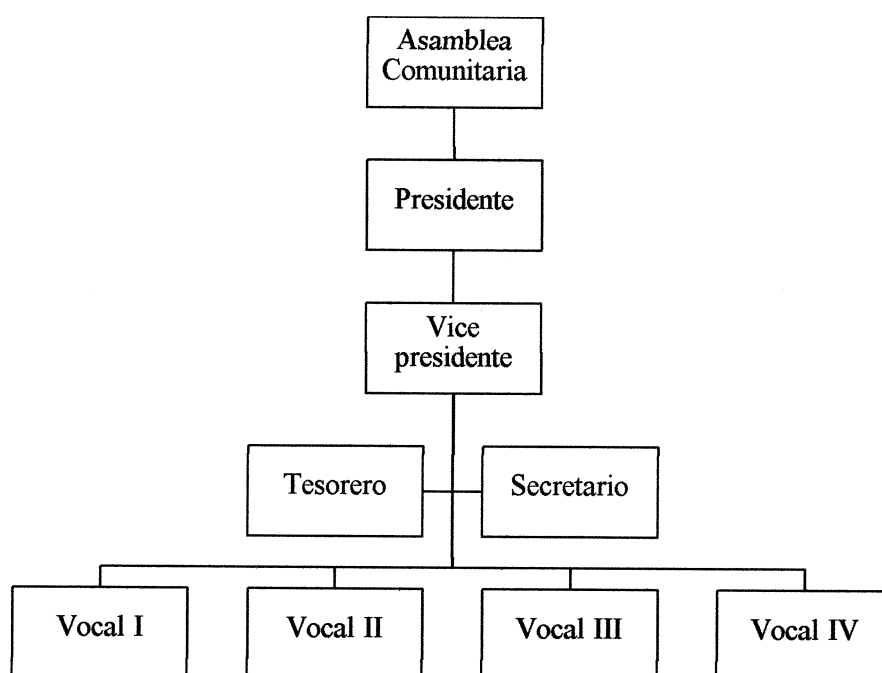 Asamblea
Comunitaria
Presidente
Vice
presidente
Tesorero
Secretario
Vocal I
Vocal II
Vocal III
Vocal IV